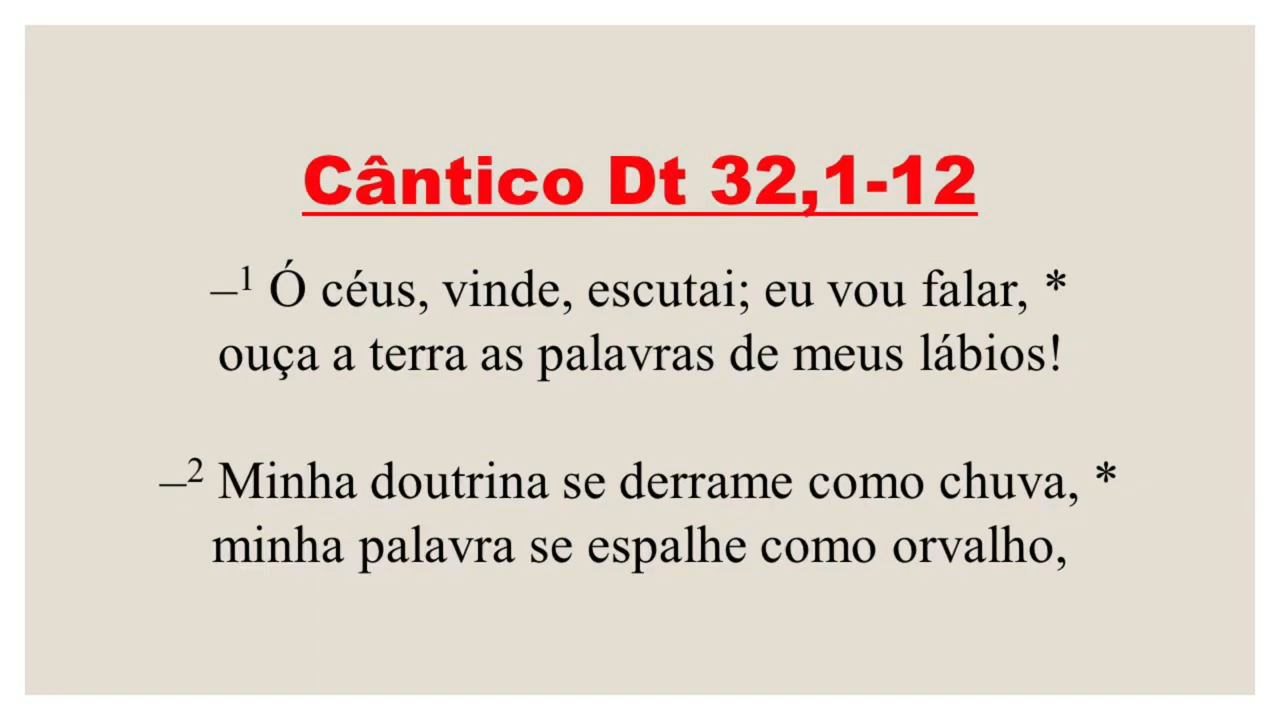 Cântico Dt 32,1-12
–¹ Ó céus, vinde, escutai; eu vou falar, *
ouça a terra as palavras de meus lábios!
–² Minha doutrina se derrame como chuva, *
minha palavra se espalhe como orvalho,